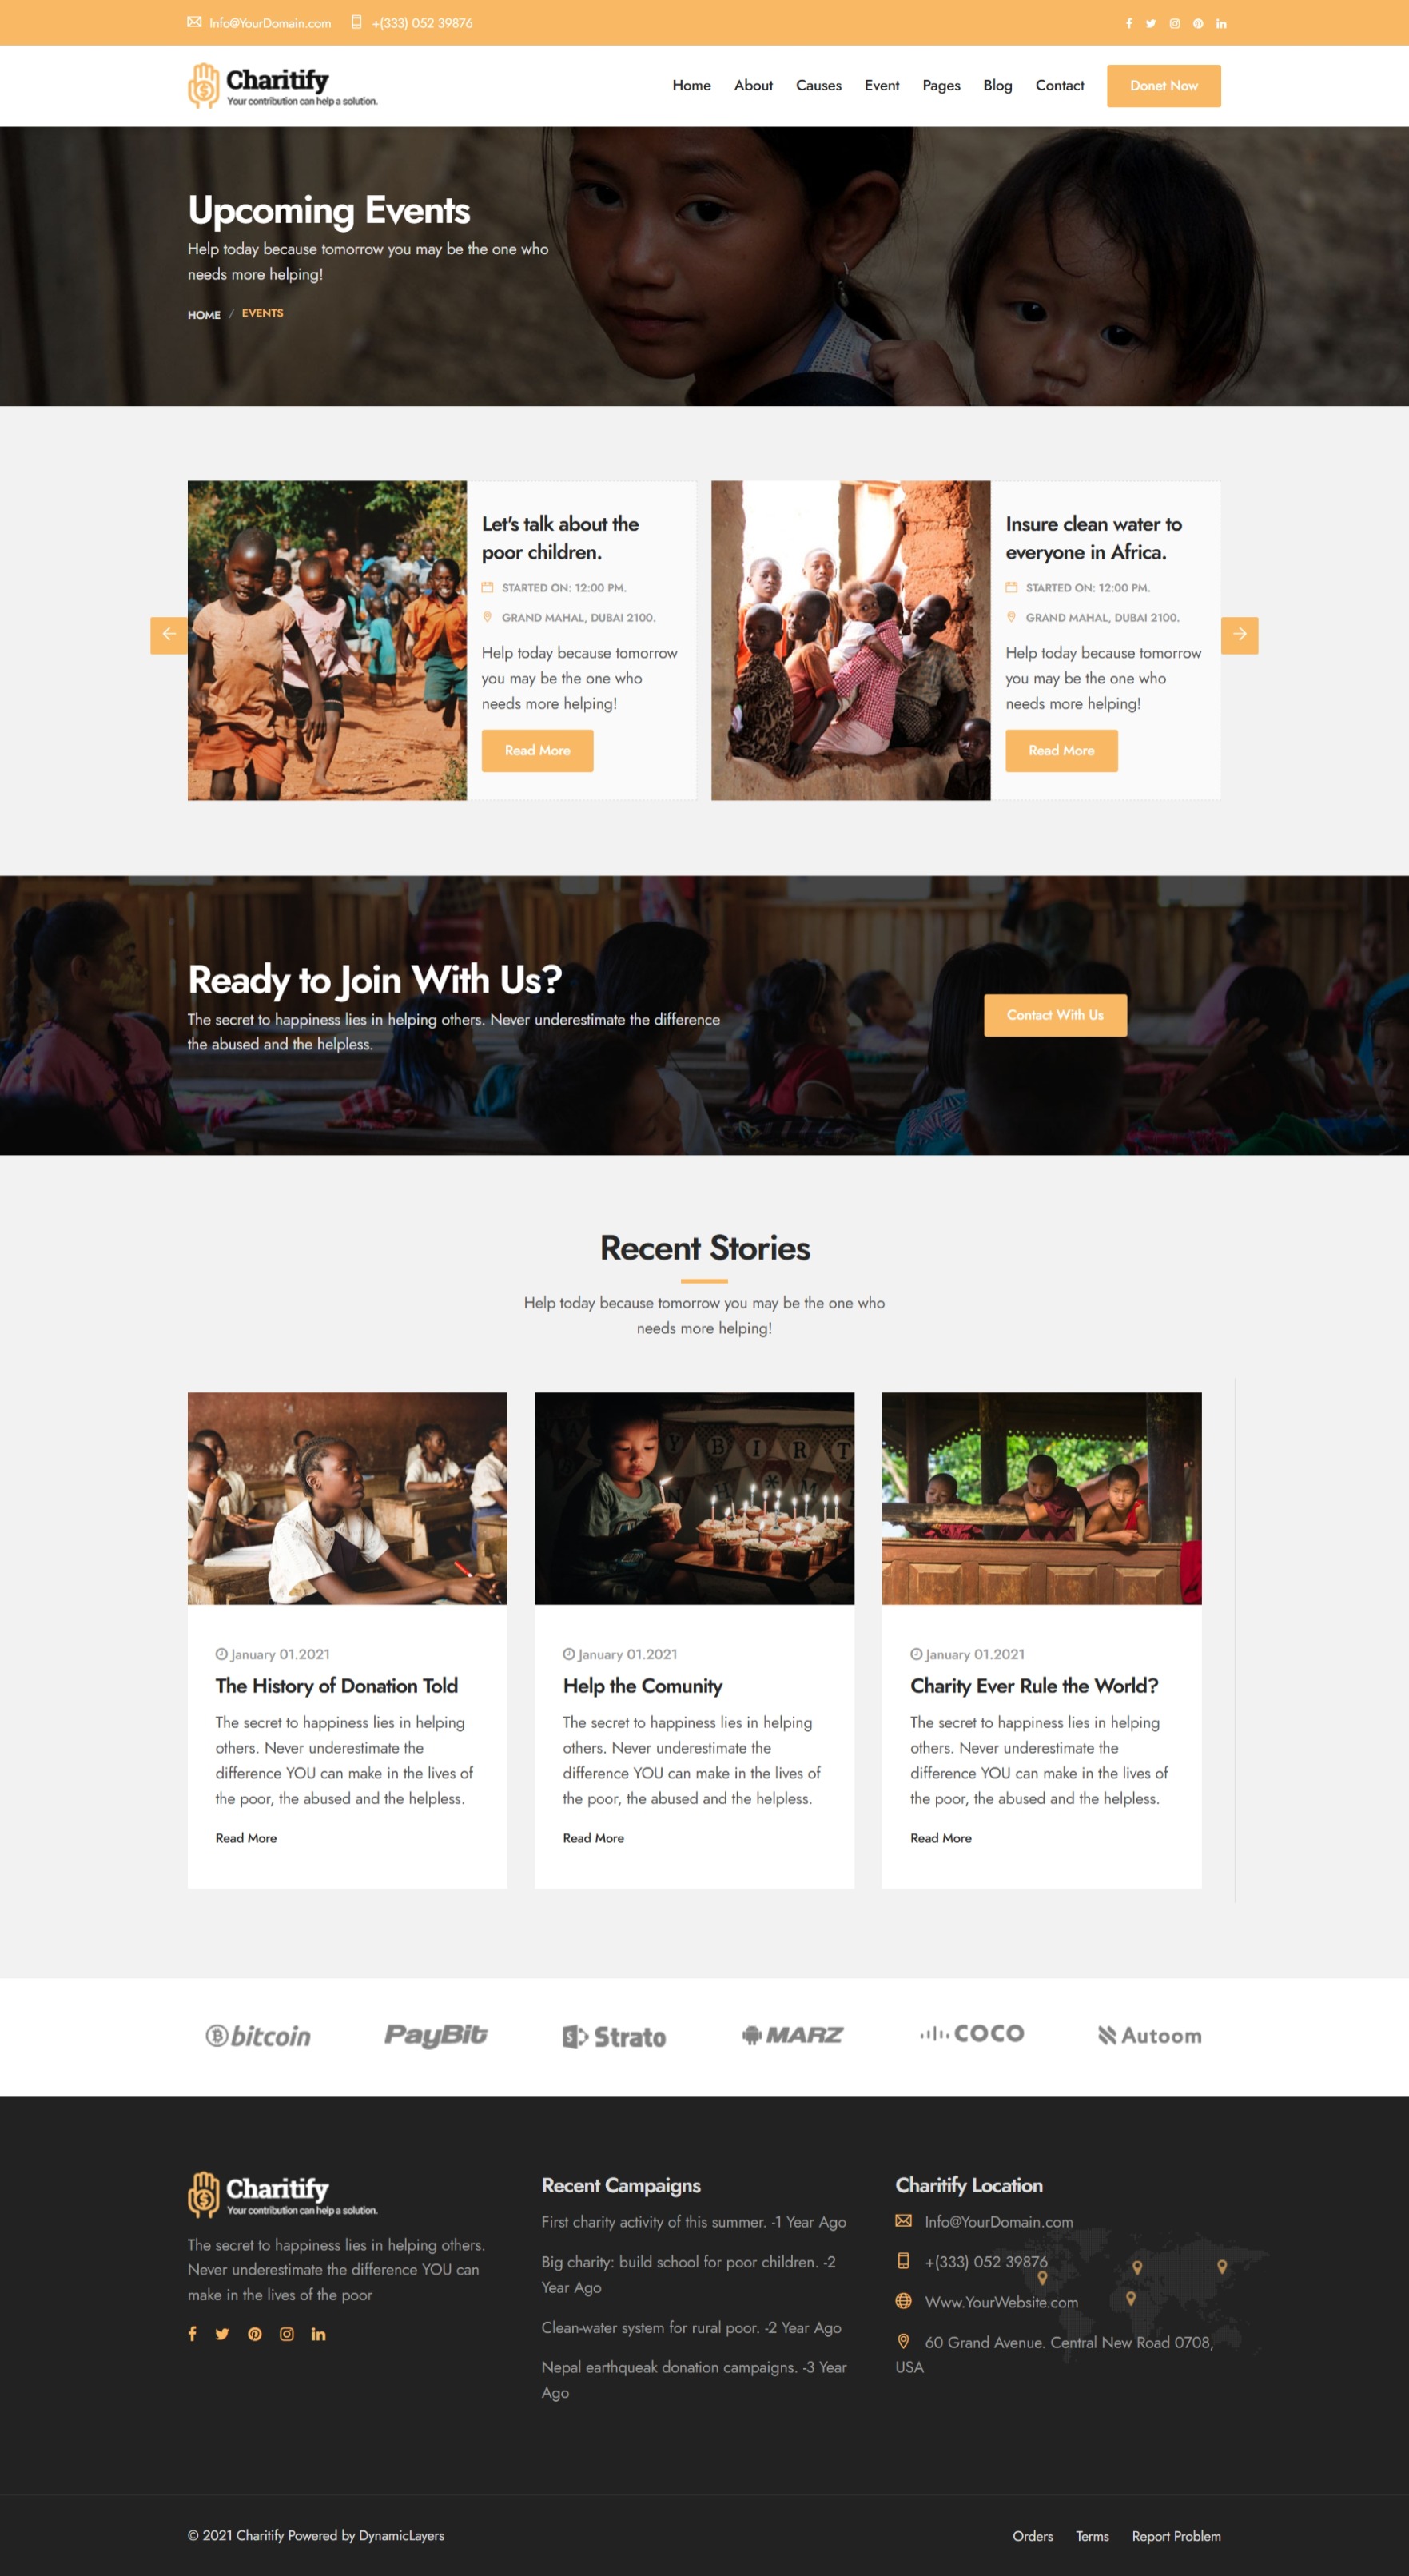 Info@YourDomain.com +(333) 052 39876
Charitify
Your contribution can help a solution.
Home About Causes Event Pages Blog Contact Donet Now
Upcoming Events
Help today because tomorrow you may be the one who
needs more helping!
HOME / EVENTS
Let's talk about the
poor children.
STARTED ON: 12:00 PM.
GRAND MAHAL, DUBAI 2100.
Help today because tomorrow
you may be the one who
needs more helping!
Read More
Insure clean water to
everyone in Africa.
STARTED ON: 12:00 PM.
GRAND MAHAL, DUBAI 2100.
Help today because tomorrow
you may be the one who
needs more helping!
Read More
Ready to Join With Us?
The secret to happiness lies in helping others. Never underestimate the difference
the abused and the helpless.
Contact With Us
Recent Stories
Help today because tomorrow you may be the one who
needs more helping!
January 01.2021
The History of Donation Told
The secret to happiness lies in helping
others. Never underestimate the
difference YOU can make in the lives of
the poor, the abused and the helpless.
Read More
Y BIRT
January 01.2021
Help the Comunity
The secret to happiness lies in helping
others. Never underestimate the
difference YOU can make in the lives of
the poor, the abused and the helpless.
Read More
January 01.2021
Charity Ever Rule the World?
The secret to happiness lies in helping
others. Never underestimate the
difference YOU can make in the lives of
the poor, the abused and the helpless.
Read More
bitcoin PayBit Strato MARZ COCO Autoom
Charitify
Your contribution can help a solution.
The secret to happiness lies in helping others.
Never underestimate the difference YOU can
make in the lives of the poor
Recent Campaigns
First charity activity of this summer. -1 Year Ago
Big charity: build school for poor children. -2
Year Ago
Clean-water system for rural poor. -2 Year Ago
Nepal earthqueak donation campaigns. -3 Year
Ago
Charitify Location
Info@YourDomain.com
+(333) 052 39876
Www.YourWebsite.com
60 Grand Avenue. Central New Road 0708,
USA
© 2021 Charitify Powered by DynamicLayers
Orders Terms Report Problem